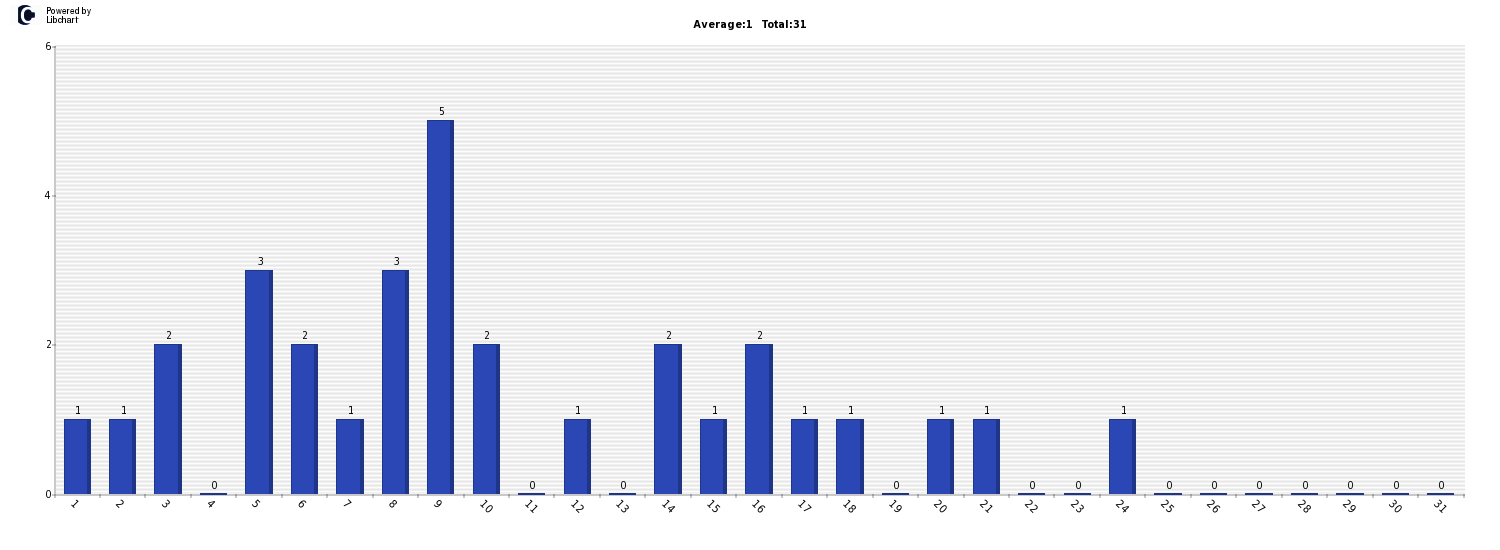 Powered by
Libchart
Average:1 Total:31
6
4
2
0
1 1 2 0 3 2 1 3 5 2 0 1 0 2 1 2 1 1 0 1 1 0 0 1 0 0 0 0 0 0 0
1 2 3 4 5 6 7 8 9 10 11 12 13 14 15 16 17 18 19 20 21 22 23 24 25 26 27 28 29 30 31